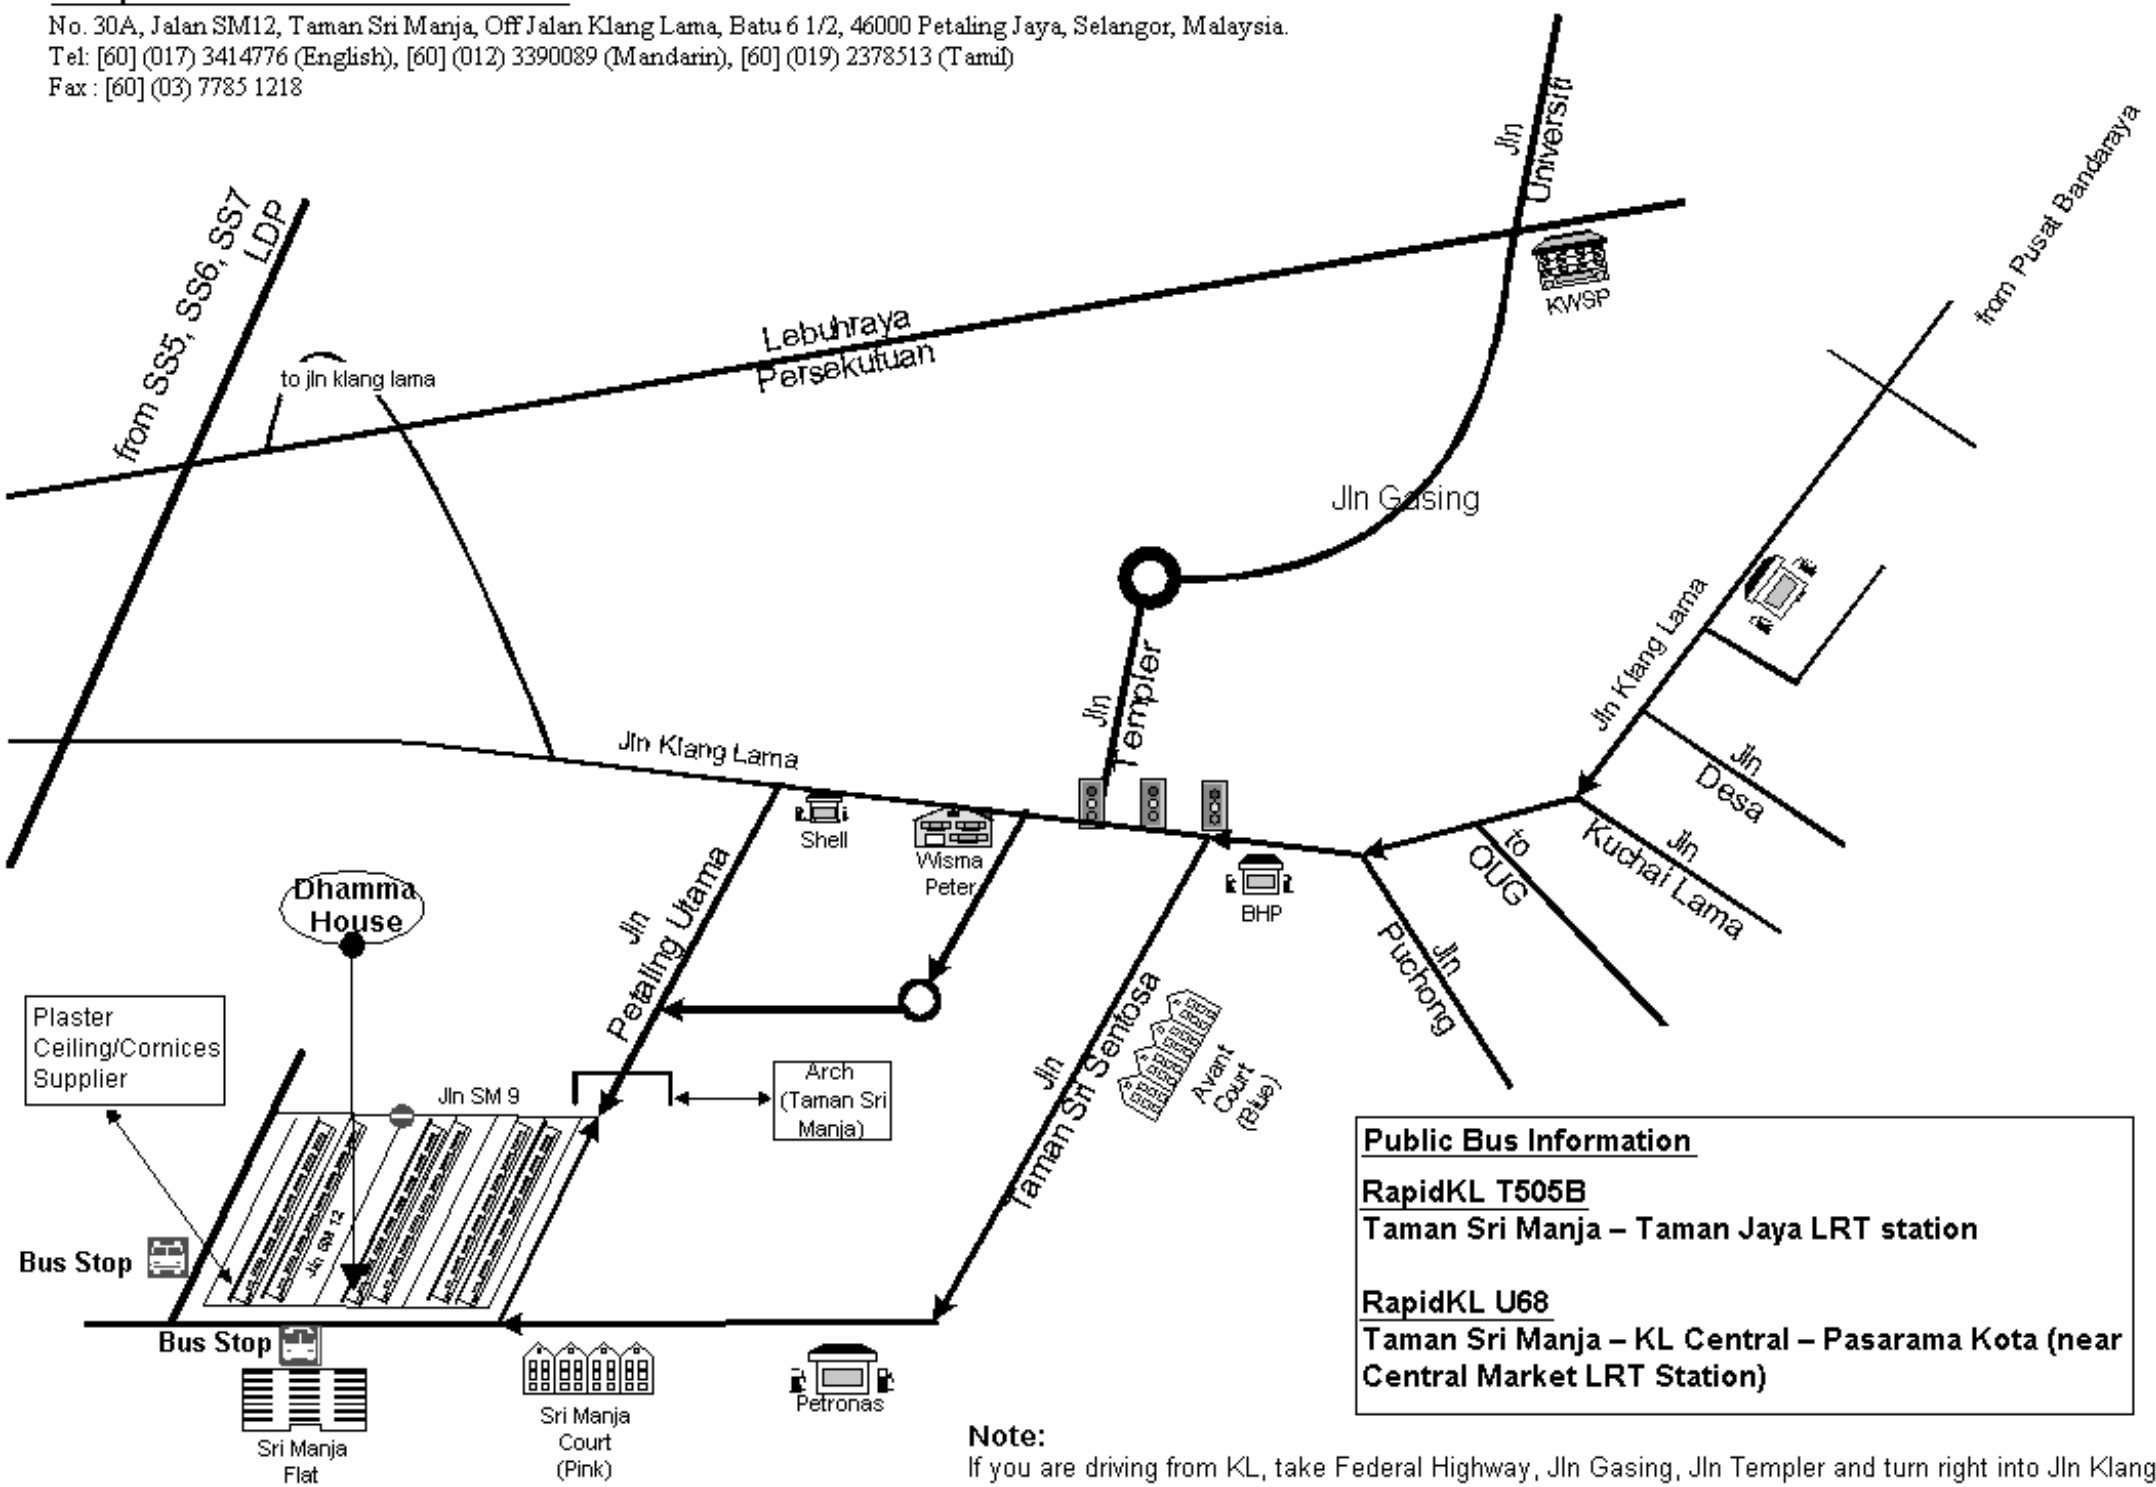 No. 30A, Jalan SM12, Taman Sri Manja, Off Jalan Klang Lama, Batu 6 1/2, 46000 Petaling Jaya, Selangor, Malaysia.
Tel: [60] (017) 3414776 (English), [60] (012) 3390089 (Mandarin), [60] (019) 2378513 (Tamil)
Fax : [60] (03) 7785 1218
Jln
Universiti
from Pusat Bandaraya
from SS5, SS6, SS7
LDP
KWSP
Lebuhraya
Persekutuan
to jln klang lama
Jln Gasing
Jln Klang Lama
Jln
Templer
Jln Klang Lama
Jln
Desa
Jln
Kuchai Lama
to
OUG
Jln
Puchong
Shell
Wisma
Peter
BHP
Dhamma
House
Jln
Petaling Utama
Jln
Taman Sri Sentosa
Avant
Court
(Blue)
Plaster
Ceiling/Cornices
Supplier
Jln SM 9
Arch
(Taman Sri
Manja)
Jln SM 12
Bus Stop
Bus Stop
Sri Manja
Flat
Sri Manja
Court
(Pink)
Petronas
Public Bus Information
RapidKL T505B
Taman Sri Manja – Taman Jaya LRT station
RapidKL U68
Taman Sri Manja – KL Central – Pasarama Kota (near
Central Market LRT Station)
Note:
If you are driving from KL, take Federal Highway, Jln Gasing, Jln Templer and turn right into Jln Klang